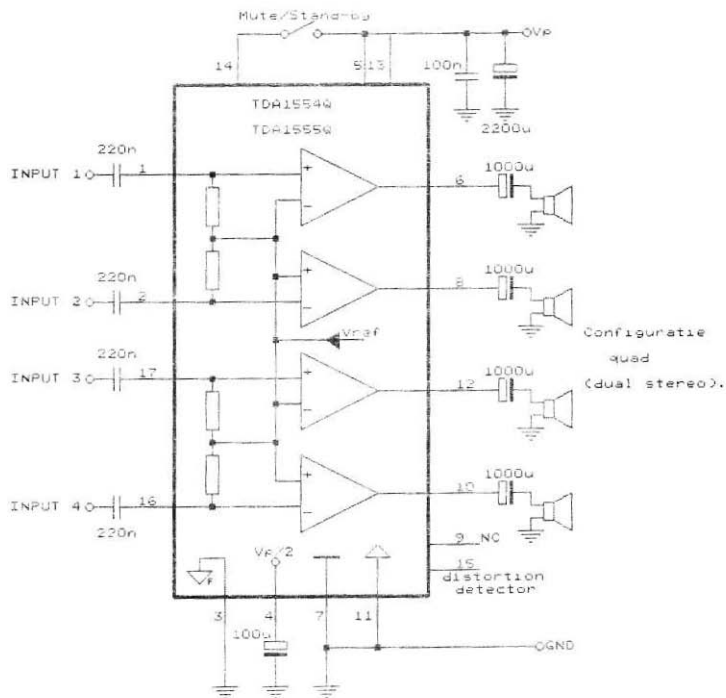 Mute/Stand-by
Vp
14
5
13
100n
2200u
TDA1554Q
TDA1555Q
220n
INPUT 1
1
+
-
6
1000u
220n
INPUT 2
2
+
-
8
1000u
Vref
Configuratie
quad
(dual stereo).
220n
INPUT 3
17
+
-
12
1000u
INPUT 4
16
220n
+
-
10
1000u
9 NC
15
distortion
detector
Vp/2
P
3
4
7
11
100u
GND